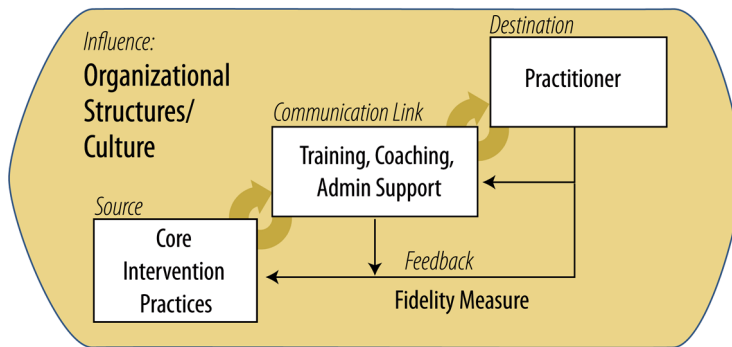 Influence:
Organizational
Structures/
Culture
Destination
Practitioner
Communication Link
Training, Coaching,
Admin Support
Source
Core
Intervention
Practices
Feedback
Fidelity Measure